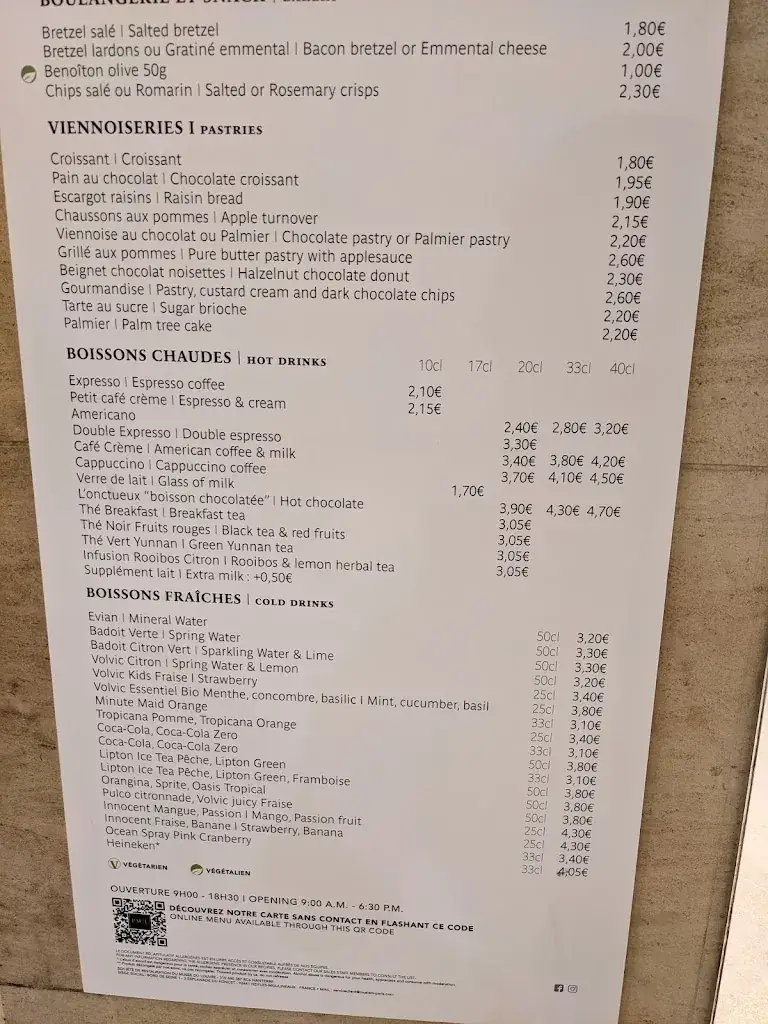 Bretzel salé | Salted bretzel 1,80€
Bretzel lardons ou Gratiné emmental | Bacon bretzel or Emmental cheese 2,00€
Benoîton olive 50g 1,00€
Chips salé ou Romarin | Salted or Rosemary crisps 2,30€
VIENNOISERIES I PASTRIES
Croissant | Croissant 1,80€
Pain au chocolat | Chocolate croissant 1,95€
Escargot raisins | Raisin bread 1,90€
Chaussons aux pommes | Apple turnover 2,15€
Viennoise au chocolat ou Palmier | Chocolate pastry or Palmier pastry 2,20€
Grillé aux pommes | Pure butter pastry with applesauce 2,60€
Beignet chocolat noisettes | Halzelnut chocolate donut 2,30€
Gourmandise | Pastry, custard cream and dark chocolate chips 2,60€
Tarte au sucre | Sugar brioche 2,20€
Palmier | Palm tree cake 2,20€
BOISSONS CHAUDES | HOT DRINKS 10cl 17cl 20cl 33cl 40cl
Expresso | Espresso coffee 2,10€
Petit café crème | Espresso & cream 2,15€
Americano 2,40€ 2,80€ 3,20€
Double Expresso | Double espresso 3,30€
Café Crème | American coffee & milk 3,40€ 3,80€ 4,20€
Cappuccino | Cappuccino coffee 3,70€ 4,10€ 4,50€
Verre de lait | Glass of milk 1,70€
L'onctueux "boisson chocolatée" | Hot chocolate 3,90€ 4,30€ 4,70€
Thé Breakfast | Breakfast tea 3,05€
Thé Noir Fruits rouges | Black tea & red fruits 3,05€
Thé Vert Yunnan | Green Yunnan tea 3,05€
Infusion Rooibos Citron | Rooibos & lemon herbal tea 3,05€
Supplément lait | Extra milk : +0,50€
BOISSONS FRAÎCHES | COLD DRINKS
Evian | Mineral Water 50cl 3,20€
Badoit Verte | Spring Water 50cl 3,30€
Badoit Citron Vert | Sparkling Water & Lime 50cl 3,30€
Volvic Citron | Spring Water & Lemon 50cl 3,20€
Volvic Kids Fraise | Strawberry 25cl 3,40€
Volvic Essentiel Bio Menthe, concombre, basilic | Mint, cucumber, basil 25cl 3,80€
Minute Maid Orange 33cl 3,10€
Tropicana Pomme, Tropicana Orange 25cl 3,40€
Coca-Cola, Coca-Cola Zero 33cl 3,10€
Coca-Cola, Coca-Cola Zero 50cl 3,80€
Lipton Ice Tea Pêche, Lipton Green 33cl 3,10€
Lipton Ice Tea Pêche, Lipton Green, Framboise 50cl 3,80€
Orangina, Sprite, Oasis Tropical 50cl 3,80€
Pulco citronnade, Volvic juicy Fraise 50cl 3,80€
Innocent Mangue, Passion | Mango, Passion fruit 25cl 4,30€
Innocent Fraise, Banane | Strawberry, Banana 25cl 4,30€
Ocean Spray Pink Cranberry 33cl 3,40€
Heineken* 33cl 4,05€
V VÉGÉTARIEN VÉGÉTALIEN
OUVERTURE 9H00 - 18H30 | OPENING 9:00 A.M. - 6:30 P.M.
DÉCOUVREZ NOTRE CARTE SANS CONTACT EN FLASHANT CE CODE
ONLINE MENU AVAILABLE THROUGH THIS QR CODE